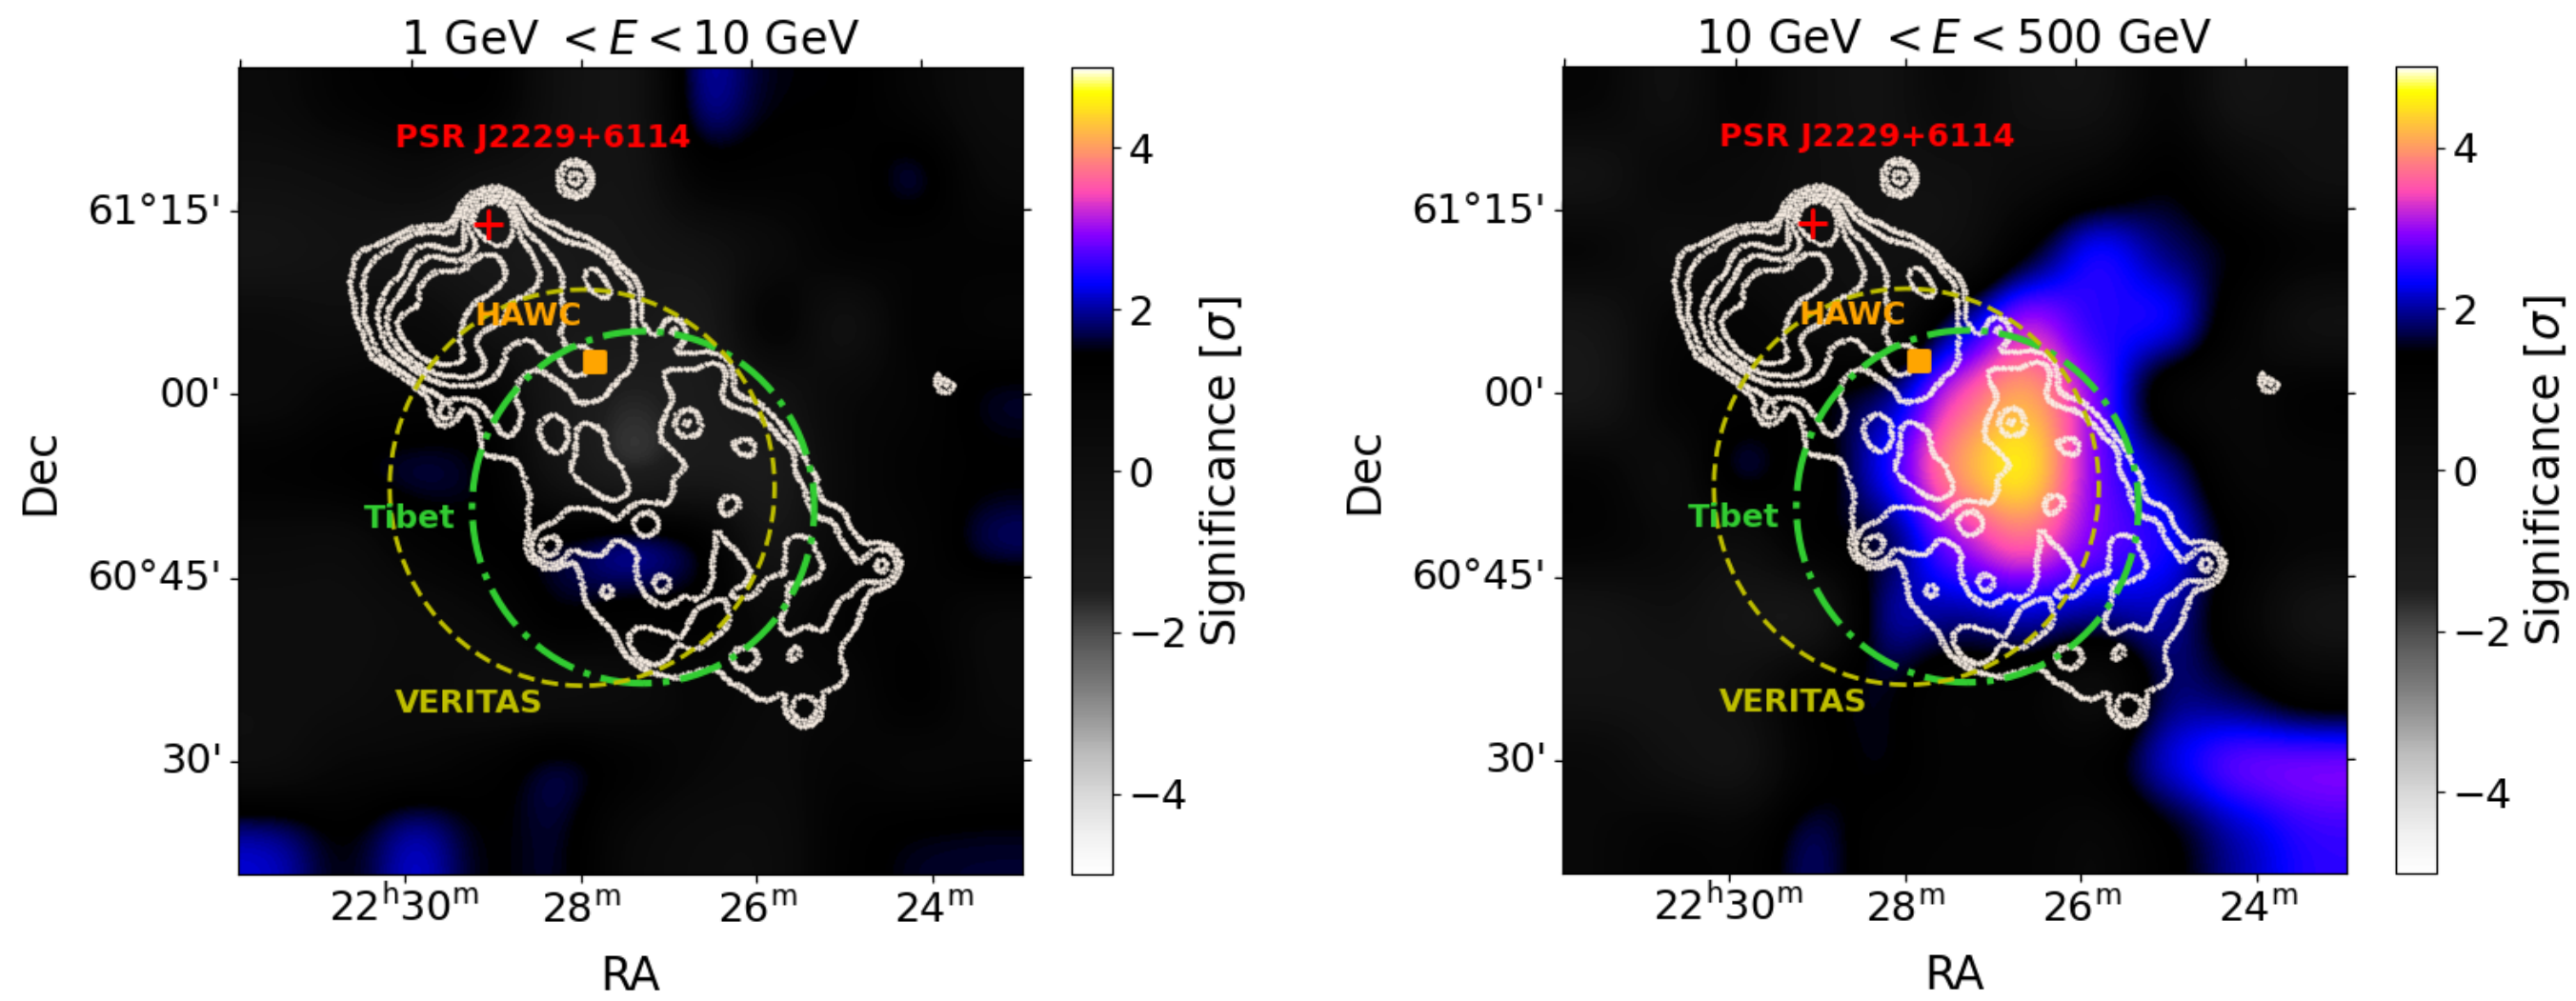 1 GeV < E < 10 GeV
PSR J2229+6114
HAWC
Tibet
VERITAS
61°15'
00'
60°45'
30'
Dec
22h30m
28m
26m
24m
RA
4
2
0
−2
−4
Significance [σ]
10 GeV < E < 500 GeV
PSR J2229+6114
HAWC
Tibet
VERITAS
61°15'
00'
60°45'
30'
Dec
22h30m
28m
26m
24m
RA
4
2
0
−2
−4
Significance [σ]